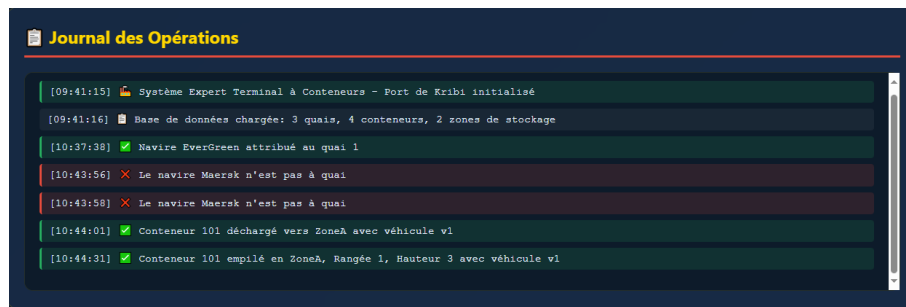 📋 Journal des Opérations
[09:41:15] 🏭 Système Expert Terminal à Conteneurs - Port de Kribi initialisé
[09:41:16] 📋 Base de données chargée: 3 quais, 4 conteneurs, 2 zones de stockage
[10:37:38] ✅ Navire EverGreen attribué au quai 1
[10:43:56] ❌ Le navire Maersk n'est pas à quai
[10:43:58] ❌ Le navire Maersk n'est pas à quai
[10:44:01] ✅ Conteneur 101 déchargé vers ZoneA avec véhicule v1
[10:44:31] ✅ Conteneur 101 empilé en ZoneA, Rangée 1, Hauteur 3 avec véhicule v1